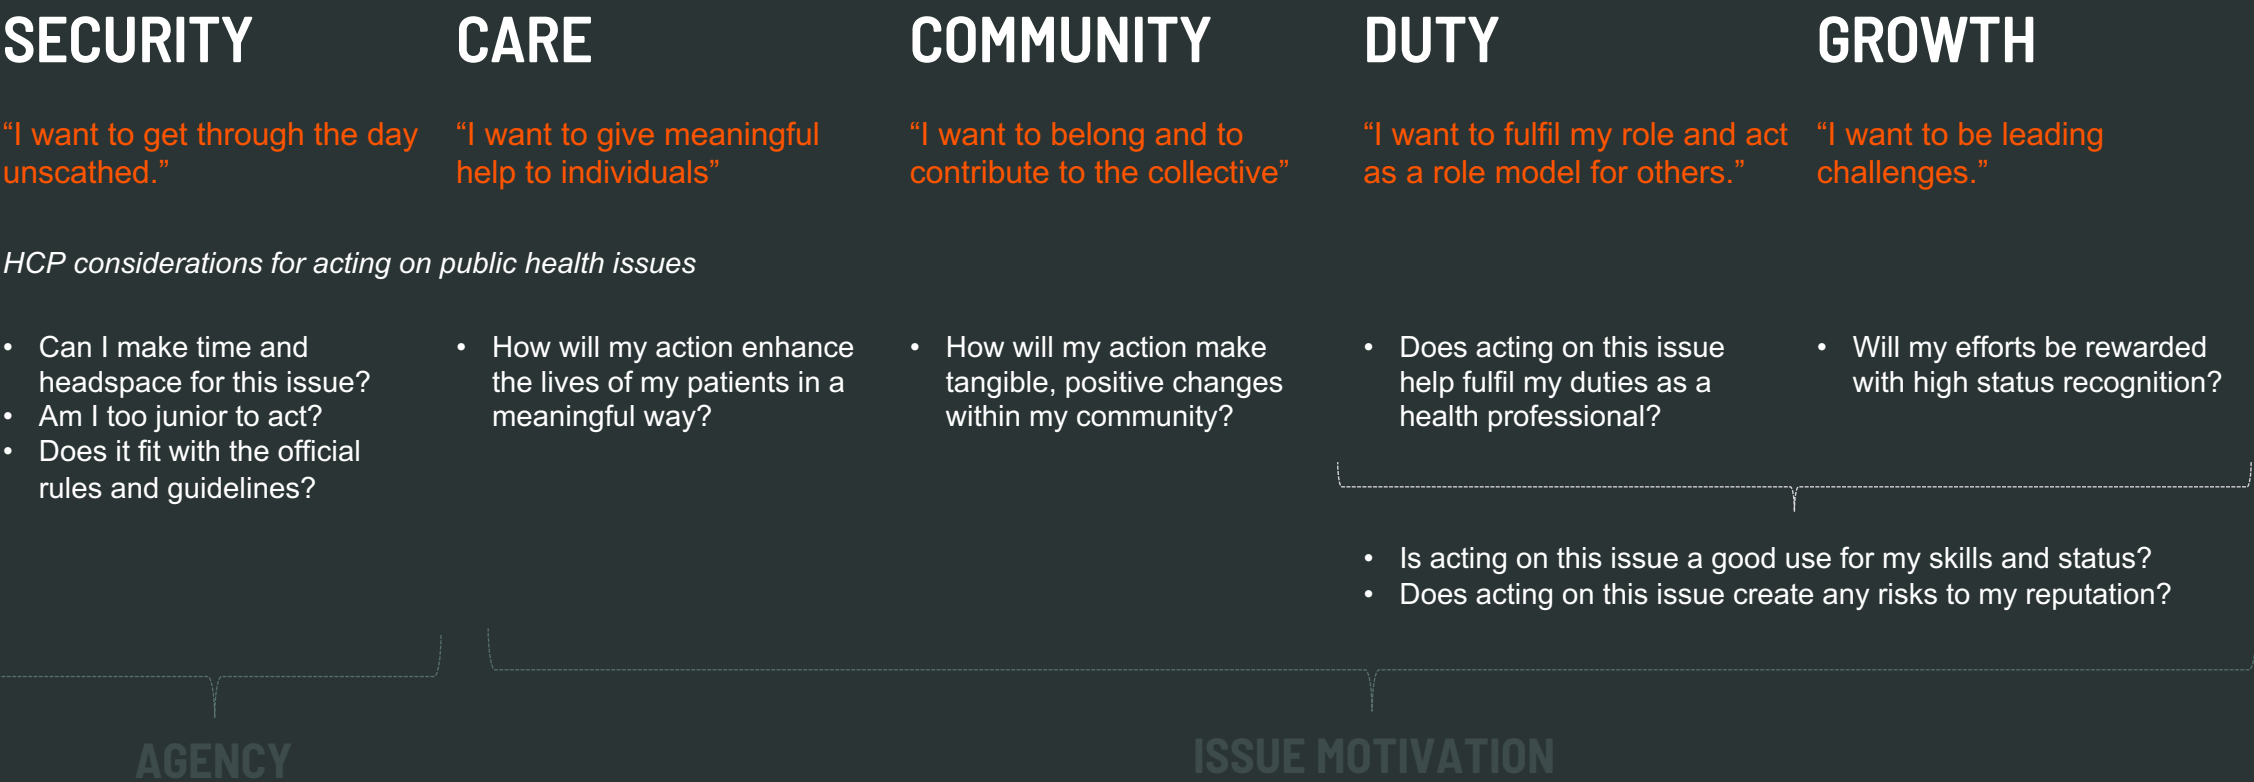 SECURITY
CARE
COMMUNITY
DUTY
GROWTH
“I want to get through the day
unscathed.”
“I want to give meaningful
help to individuals”
“I want to belong and to
contribute to the collective”
“I want to fulfil my role and act
as a role model for others.”
“I want to be leading
challenges.”
HCP considerations for acting on public health issues
• Can I make time and
headspace for this issue?
• Am I too junior to act?
• Does it fit with the official
rules and guidelines?
• How will my action enhance
the lives of my patients in a
meaningful way?
• How will my action make
tangible, positive changes
within my community?
• Does acting on this issue
help fulfil my duties as a
health professional?
• Will my efforts be rewarded
with high status recognition?
• Is acting on this issue a good use for my skills and status?
• Does acting on this issue create any risks to my reputation?
AGENCY
ISSUE MOTIVATION